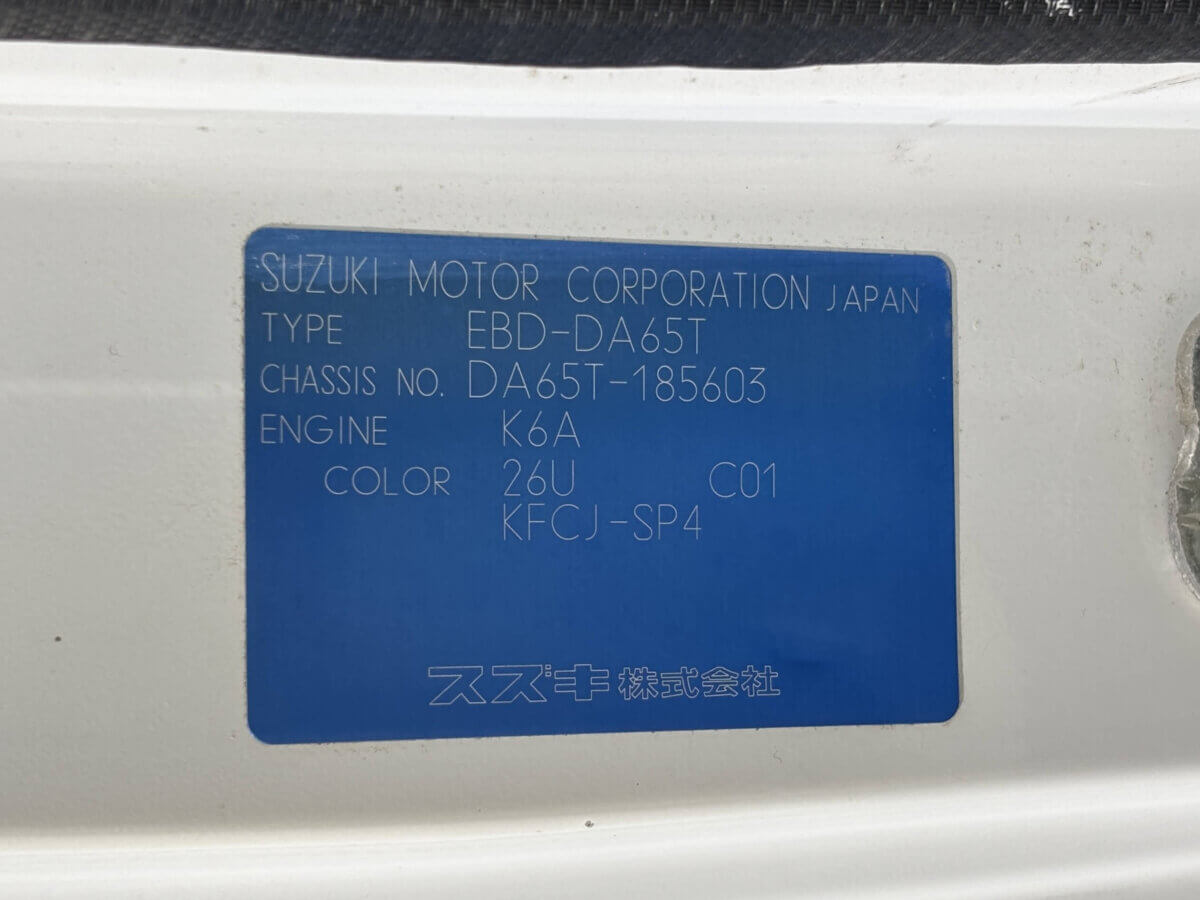 SUZUKI MOTOR CORPORATION JAPAN
TYPE EBD-DA65T
CHASSIS NO. DA65T-185603
ENGINE K6A
COLOR 26U C01
KFCJ-SP4
スズキ株式会社